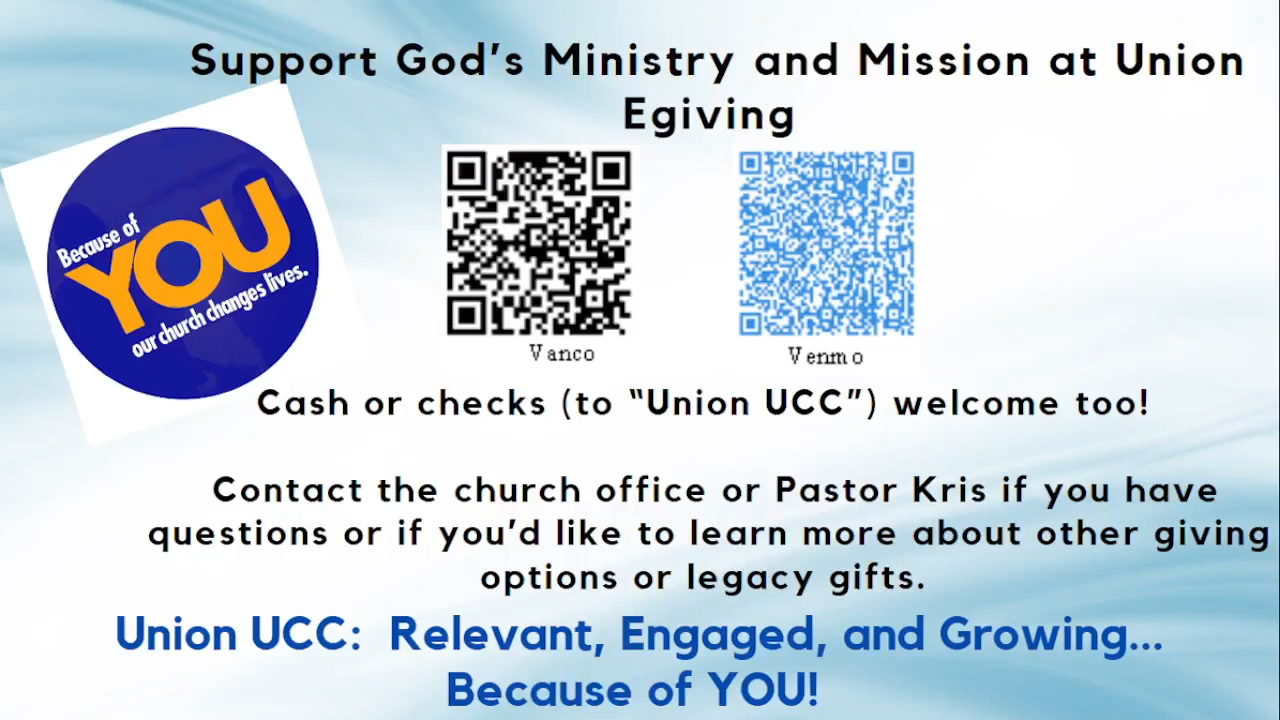 Support God's Ministry and Mission at Union
Egiving
Because of
YOU
our church changes lives.
Vanco
Venmo
Cash or checks (to “Union UCC”) welcome too!
Contact the church office or Pastor Kris if you have
questions or if you'd like to learn more about other giving
options or legacy gifts.
Union UCC: Relevant, Engaged, and Growing...
Because of YOU!